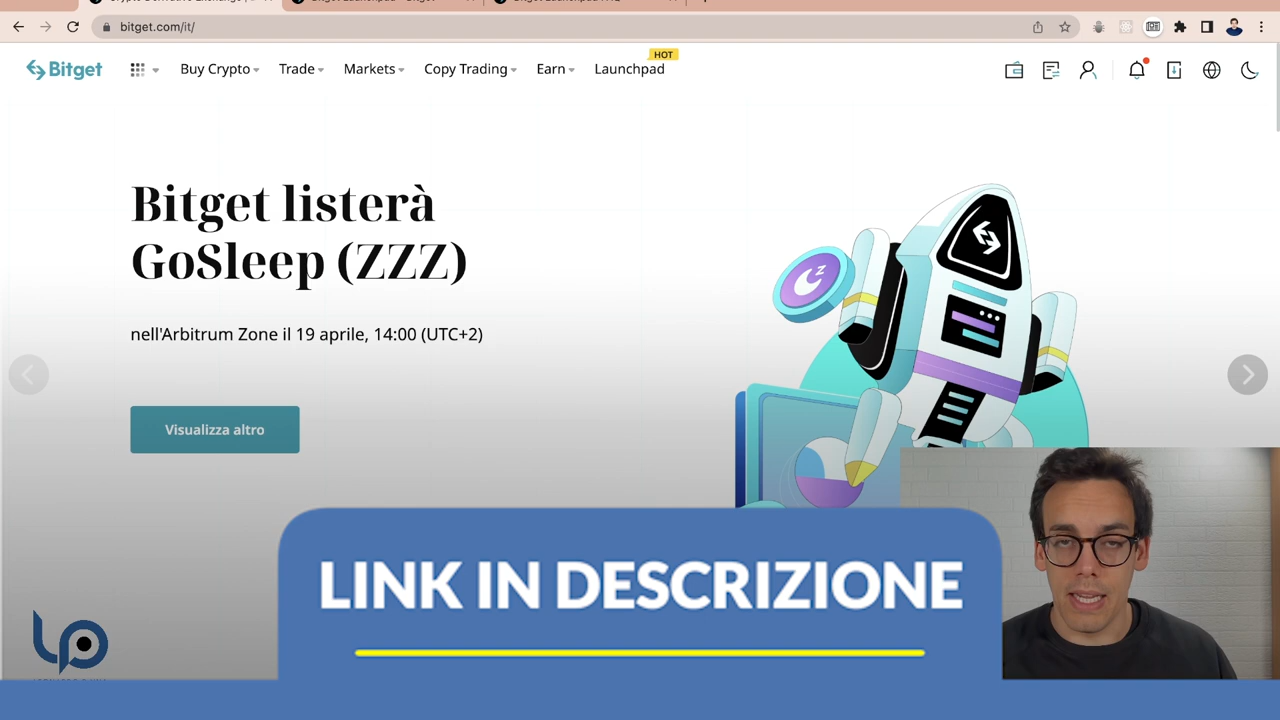 bitget.com/it/
Bitget
Buy Crypto
Trade
Markets
Copy Trading
Earn
Launchpad
HOT
Bitget listerà
GoSleep (ZZZ)
nell'Arbitrum Zone il 19 aprile, 14:00 (UTC+2)
Visualizza altro
LINK IN DESCRIZIONE